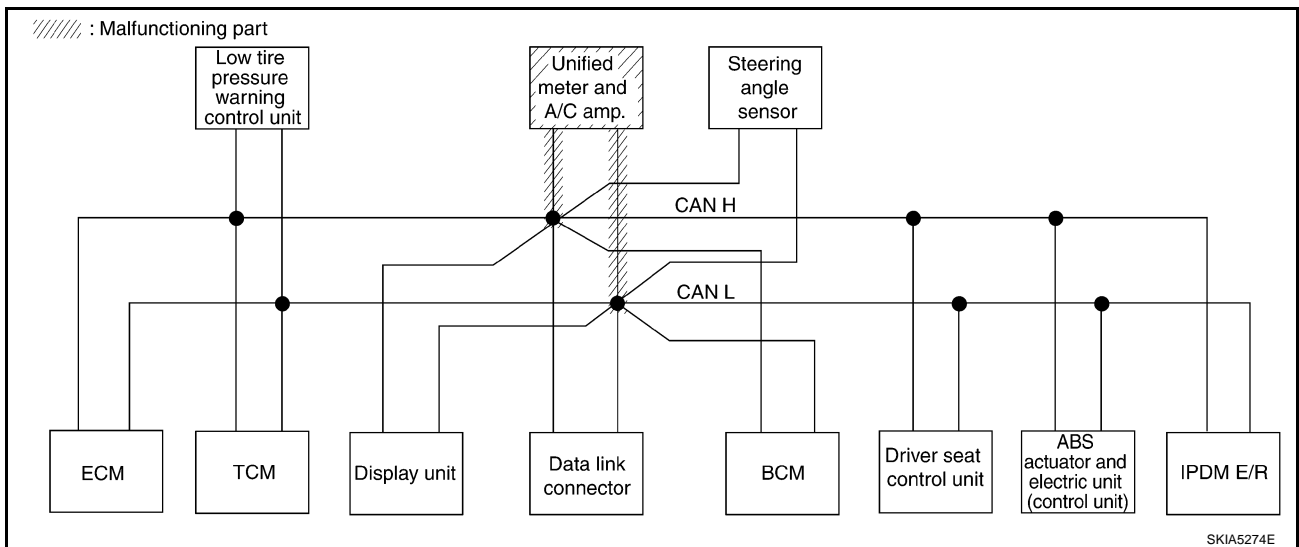 : Malfunctioning part
Low tire
pressure
warning
control unit
Unified
meter and
A/C amp.
Steering
angle
sensor
CAN H
CAN L
ECM
TCM
Display unit
Data link
connector
BCM
Driver seat
control unit
ABS
actuator and
electric unit
(control unit)
IPDM E/R
SKIA5274E